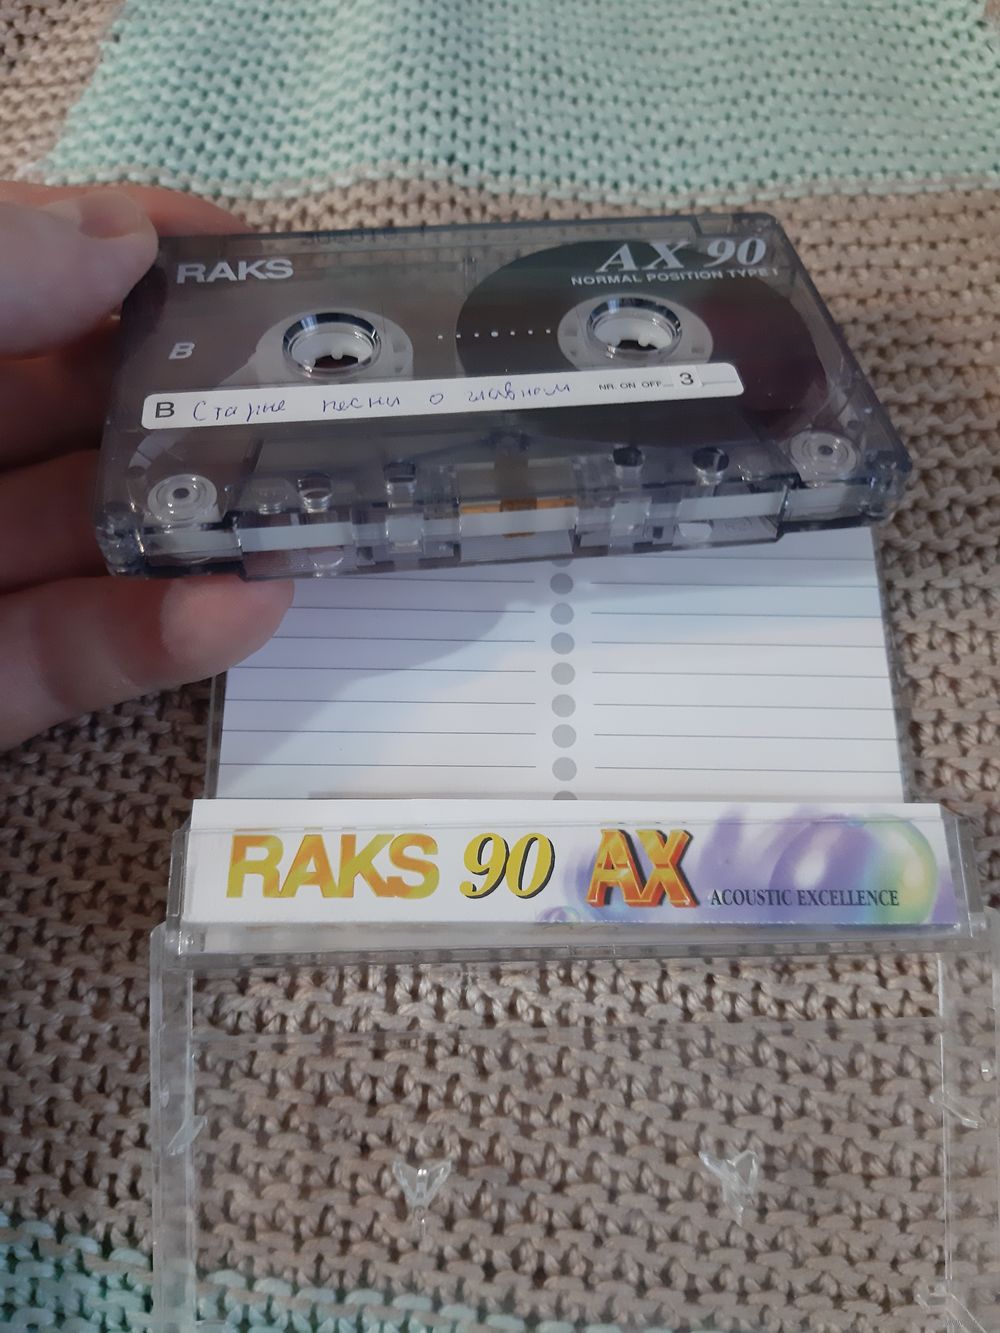 RAKS
AX 90
NORMAL POSITION TYPE I
B
B Старые песни о главном NR. ON OFF 3
RAKS 90 AX ACOUSTIC EXCELLENCE